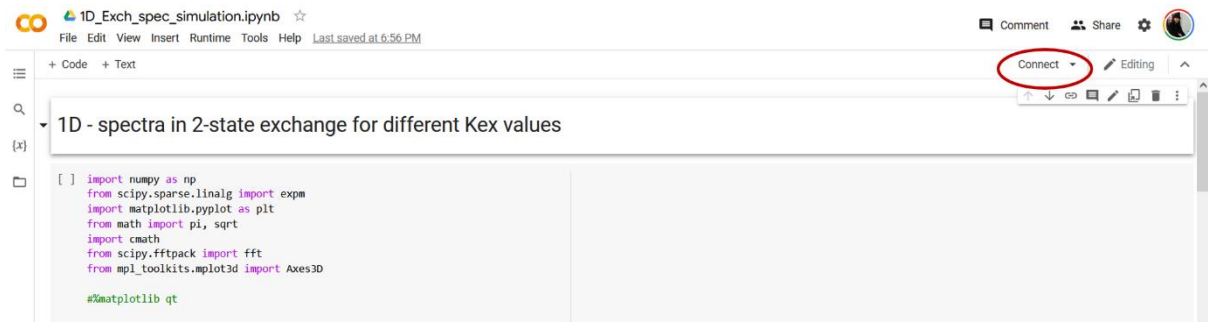 1D_Exch_spec_simulation.ipynb
Comment Share
File Edit View Insert Runtime Tools Help Last saved at 6:56 PM
+ Code + Text
Connect Editing
1D - spectra in 2-state exchange for different Kex values
{x}
[ ] import numpy as np
from scipy.sparse.linalg import expm
import matplotlib.pyplot as plt
from math import pi, sqrt
import cmath
from scipy.fftpack import fft
from mpl_toolkits.mplot3d import Axes3D
#%matplotlib qt